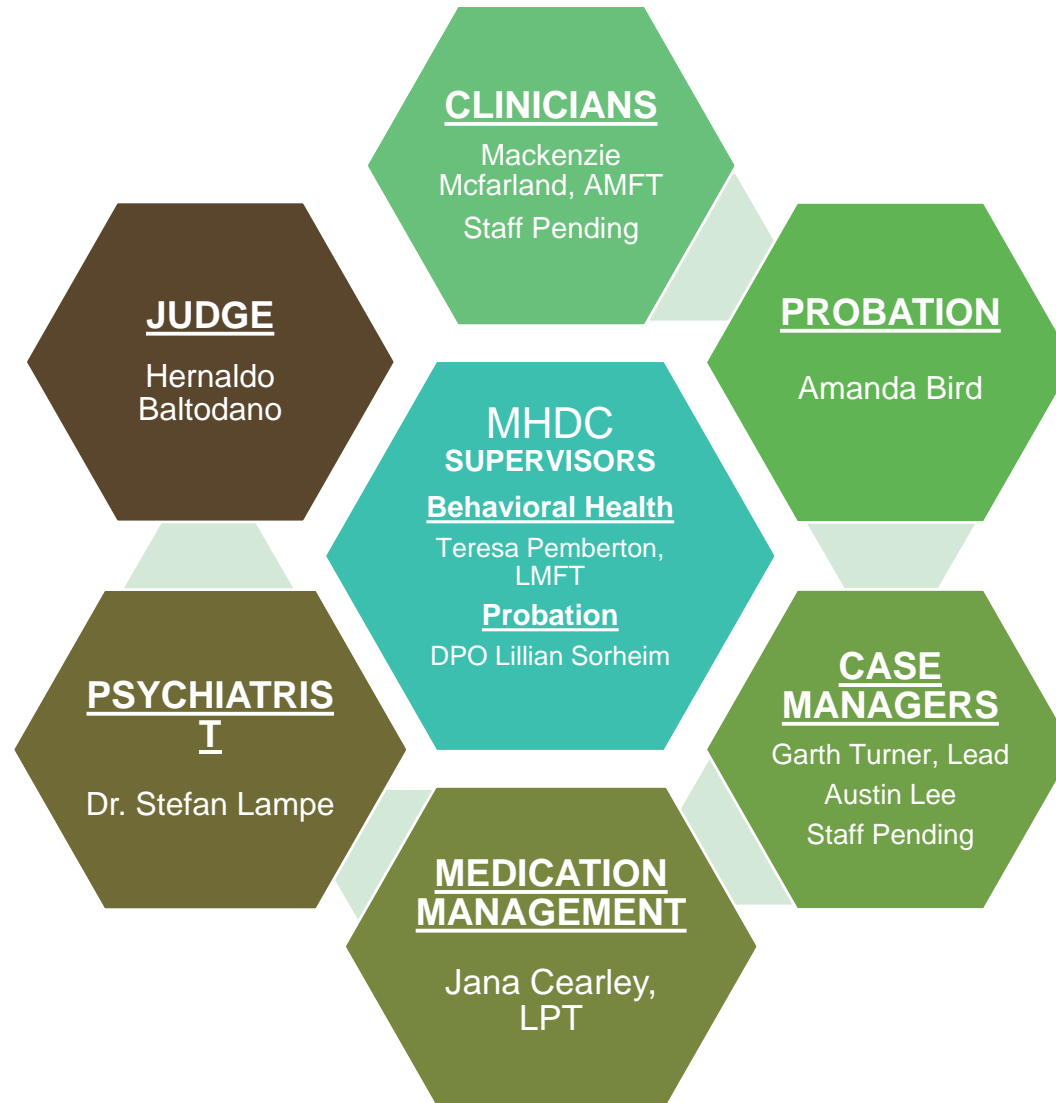 CLINICIANS
Mackenzie
Mcfarland, AMFT
Staff Pending
PROBATION
Amanda Bird
CASE
MANAGERS
Garth Turner, Lead
Austin Lee
Staff Pending
MEDICATION
MANAGEMENT
Jana Cearley,
LPT
PSYCHIATRIS
T
Dr. Stefan Lampe
JUDGE
Hernaldo
Baltodano
MHDC
SUPERVISORS
Behavioral Health
Teresa Pemberton,
LMFT
Probation
DPO Lillian Sorheim